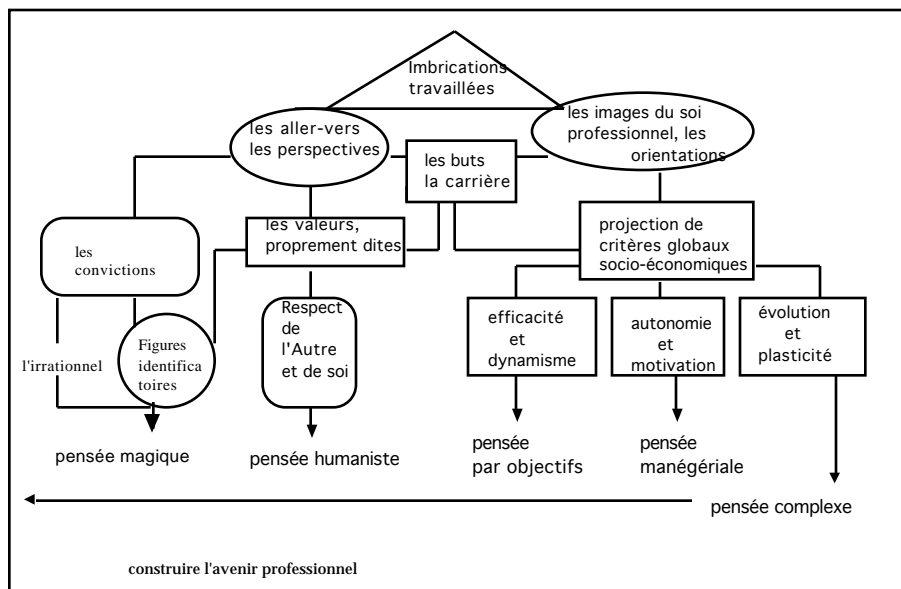 Imbrications
travaillées
les aller-vers
les perspectives
les images du soi
professionnel, les
orientations
les buts
la carrière
les convictions
les valeurs,
proprement dites
projection de
critères globaux
socio-économiques
Respect
de
l'Autre
et de soi
efficacité
et
dynamisme
autonomie
et
motivation
évolution
et
plasticité
l'irrationnel
Figures
identifica
toires
pensée magique
pensée humaniste
pensée
par objectifs
pensée
manégériale
pensée complexe
construire l'avenir professionnel